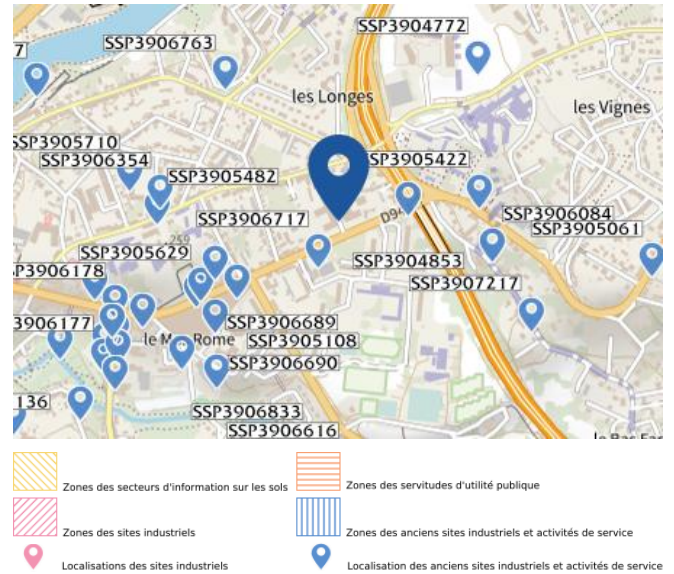 SSP3904772
SSP3906763
7
les Longes
les Vignes
SSP3905710
SSP3906354
SSP3905422
SSP3905482
SSP3906717
SSP3906084
SSP3905061
259
SSP3905629
SSP3904853
P3906178
SSP3907217
3906177
SSP3906689
Rome
SSP3905108
SSP3906690
136
SSP3906833
SSP3906616
Zones des secteurs d'information sur les sols
Zones des servitudes d'utilité publique
Zones des sites industriels
Zones des anciens sites industriels et activités de service
Localisations des sites industriels
Localisation des anciens sites industriels et activités de service